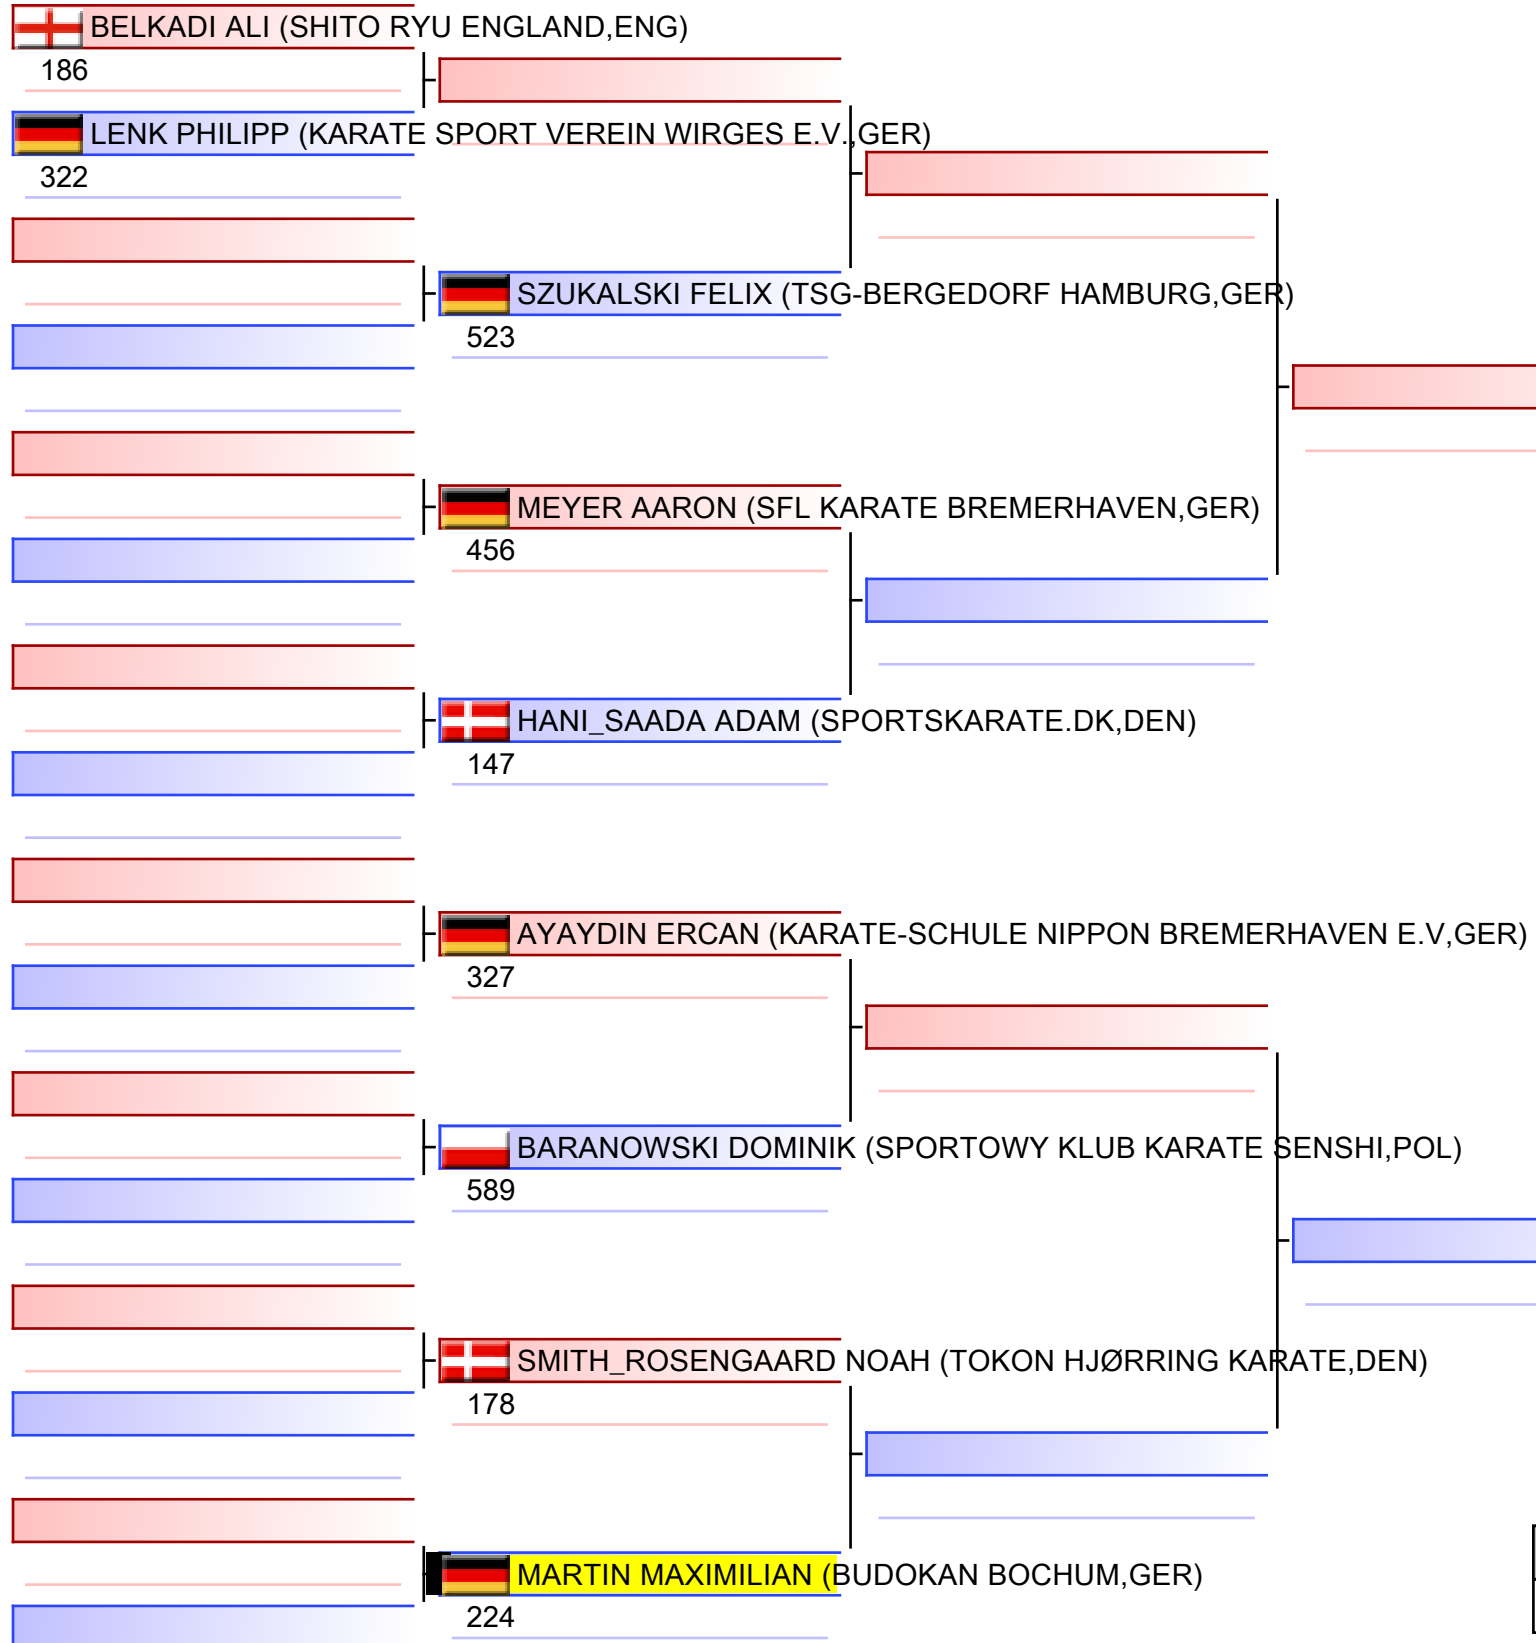 BELKADI ALI (SHITO RYU ENGLAND,ENG)
186
LENK PHILIPP (KARATE SPORT VEREIN WIRGES E.V.,GER)
322
SZUKALSKI FELIX (TSG-BERGEDORF HAMBURG,GER)
523
MEYER AARON (SFL KARATE BREMERHAVEN,GER)
456
HANI_SAADA ADAM (SPORTSKARATE.DK,DEN)
147
AYAYDIN ERCAN (KARATE-SCHULE NIPPON BREMERHAVEN E.V,GER)
327
BARANOWSKI DOMINIK (SPORTOWY KLUB KARATE SENSHI,POL)
589
SMITH_ROSENGAARD NOAH (TOKON HJØRRING KARATE,DEN)
178
MARTIN MAXIMILIAN (BUDOKAN BOCHUM,GER)
224